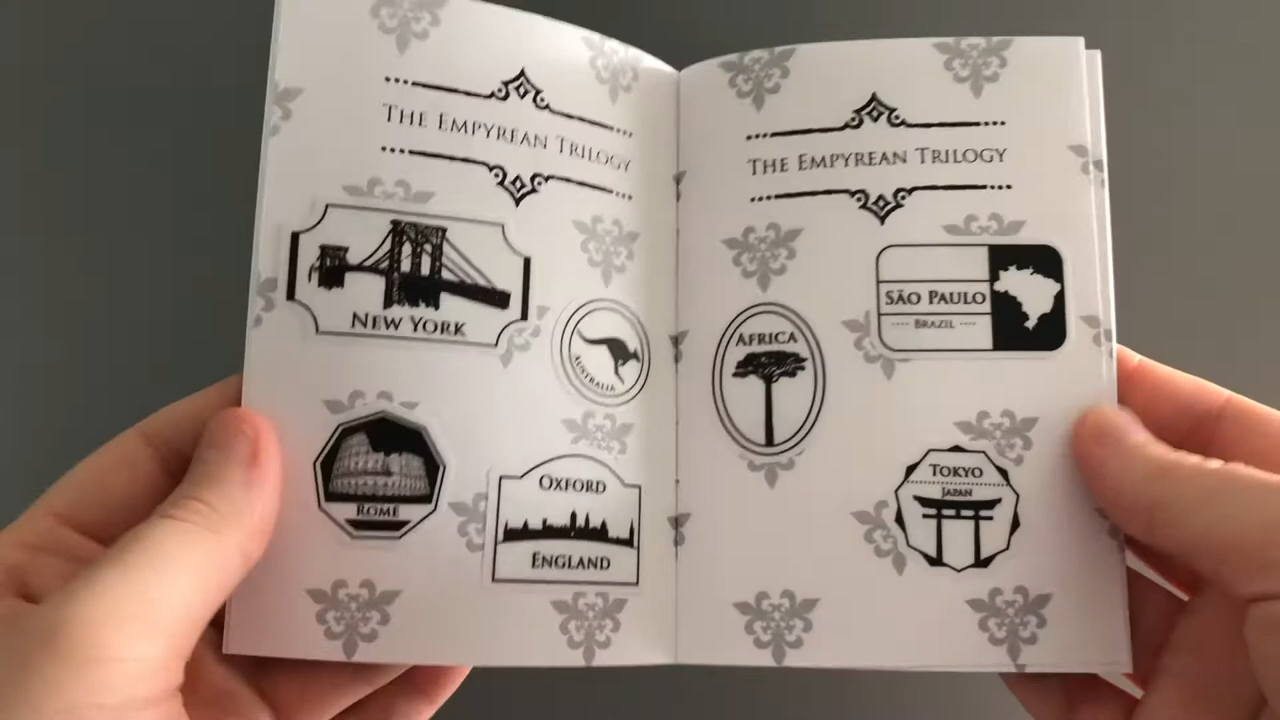 The Empyrean Trilogy
New York
Australia
Rome
Oxford
England
The Empyrean Trilogy
São Paulo
Brazil
Africa
Tokyo
Japan